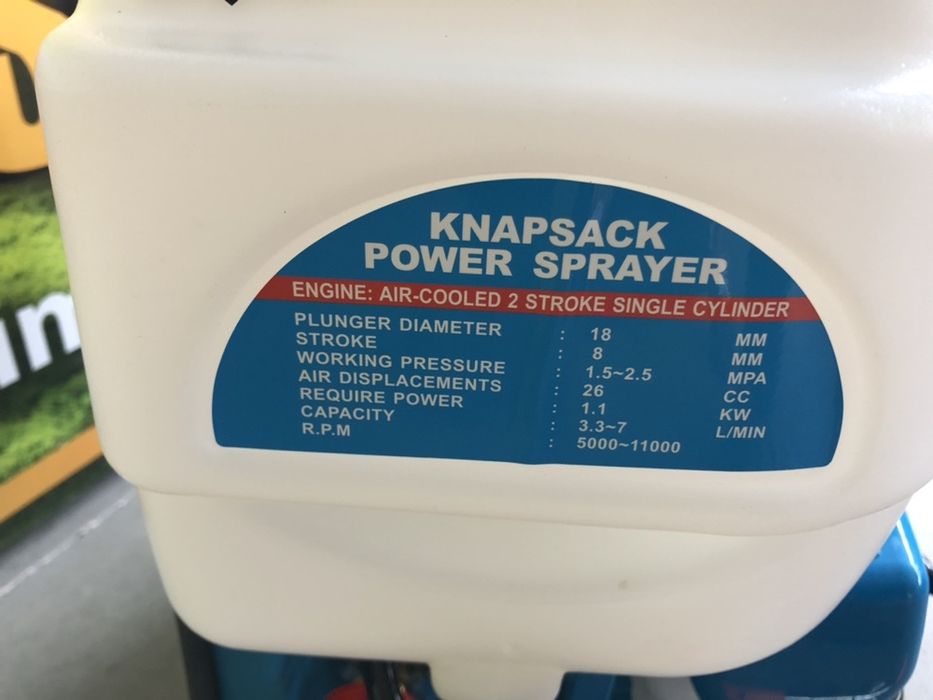 KNAPSACK
POWER SPRAYER
ENGINE: AIR-COOLED 2 STROKE SINGLE CYLINDER
PLUNGER DIAMETER : 18 MM
STROKE : 8 MM
WORKING PRESSURE : 1.5~2.5 MPA
AIR DISPLACEMENTS : 26 CC
REQUIRE POWER : 1.1 KW
CAPACITY : 3.3~7 L/MIN
R.P.M : 5000~11000